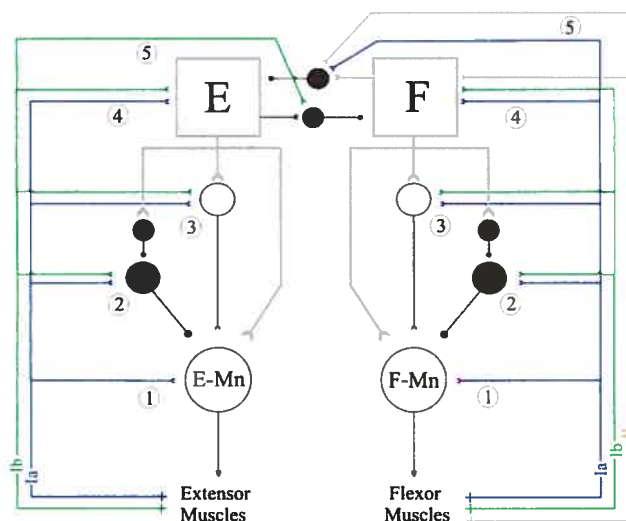 5 5
E F
4 4
3 3
2 2
E-Mn F-Mn
1 1
Ib Ia Ia Ib
Extensor Flexor
Muscles Muscles